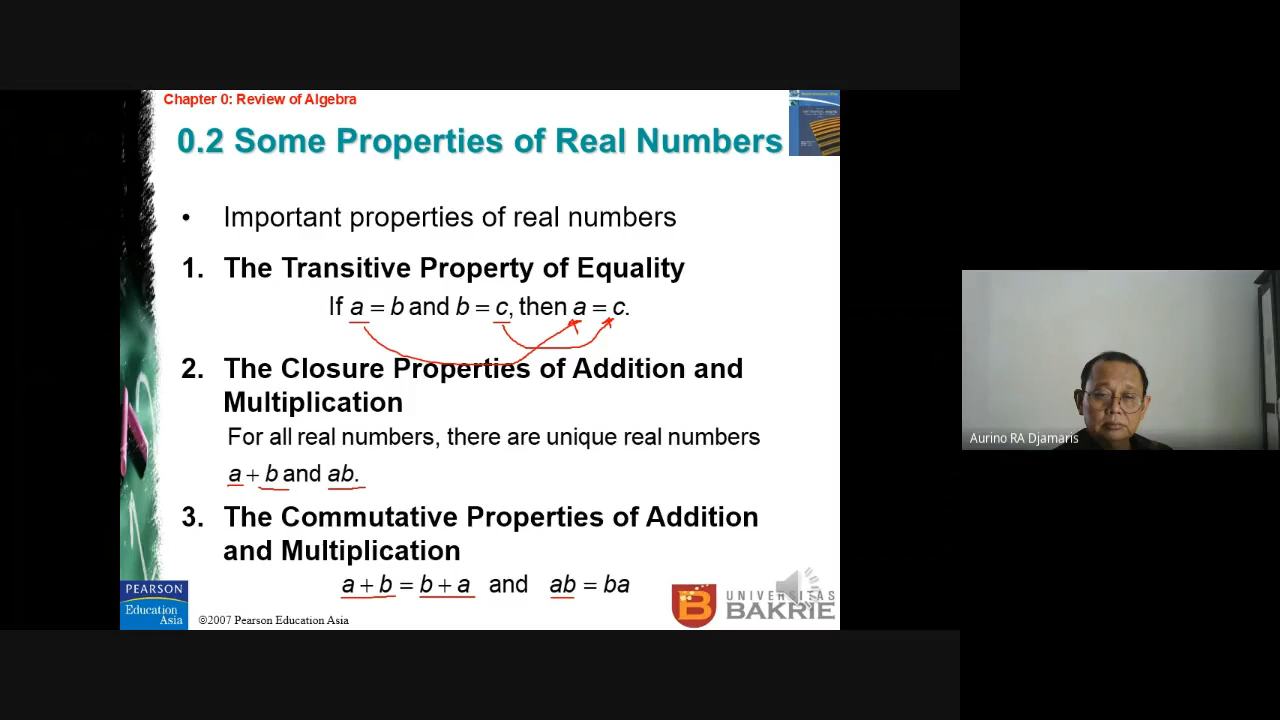 Chapter 0: Review of Algebra
0.2 Some Properties of Real Numbers
• Important properties of real numbers
1. The Transitive Property of Equality
If a = b and b = c, then a = c.
2. The Closure Properties of Addition and
Multiplication
For all real numbers, there are unique real numbers
a + b and ab.
3. The Commutative Properties of Addition
and Multiplication
a + b = b + a and ab = ba
PEARSON
Education
Asia
©2007 Pearson Education Asia
UNIVERSITAS
BAKRIE
Aurino RA Djamaris